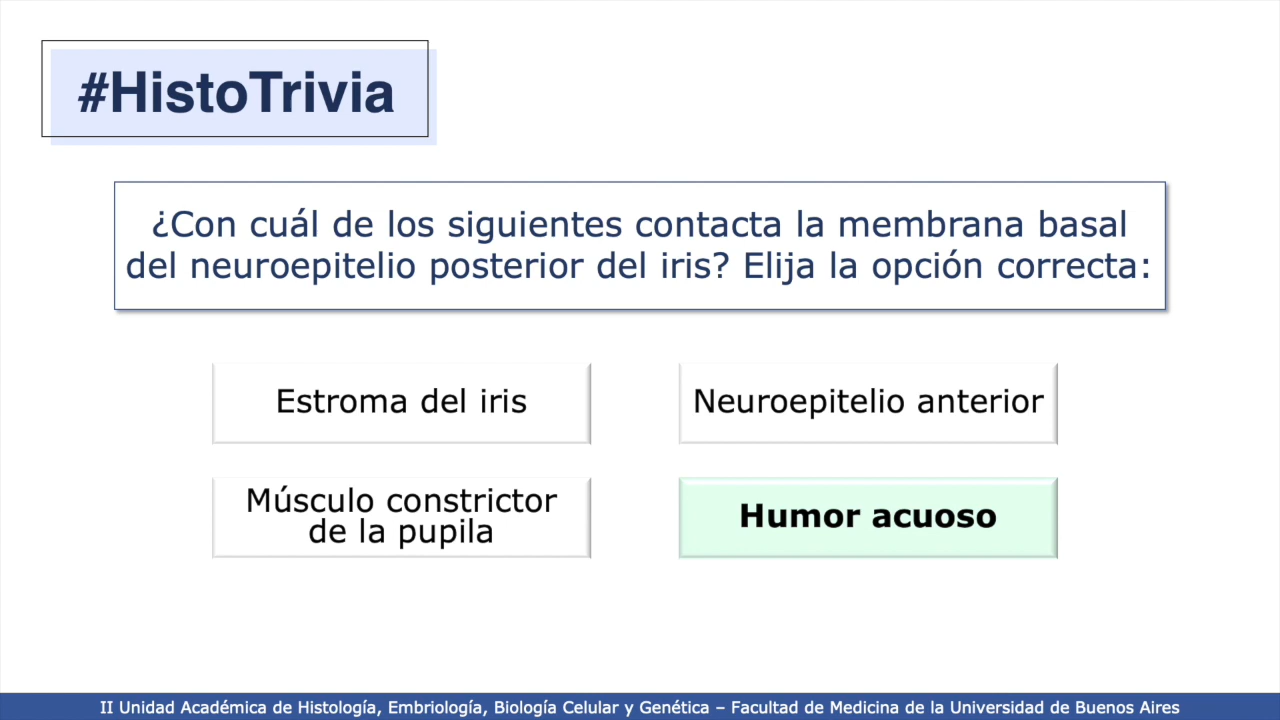 #HistoTrivia
¿Con cuál de los siguientes contacta la membrana basal
del neuroepitelio posterior del iris? Elija la opción correcta:
Estroma del iris
Neuroepitelio anterior
Músculo constrictor
de la pupila
Humor acuoso
II Unidad Académica de Histología, Embriología, Biología Celular y Genética – Facultad de Medicina de la Universidad de Buenos Aires